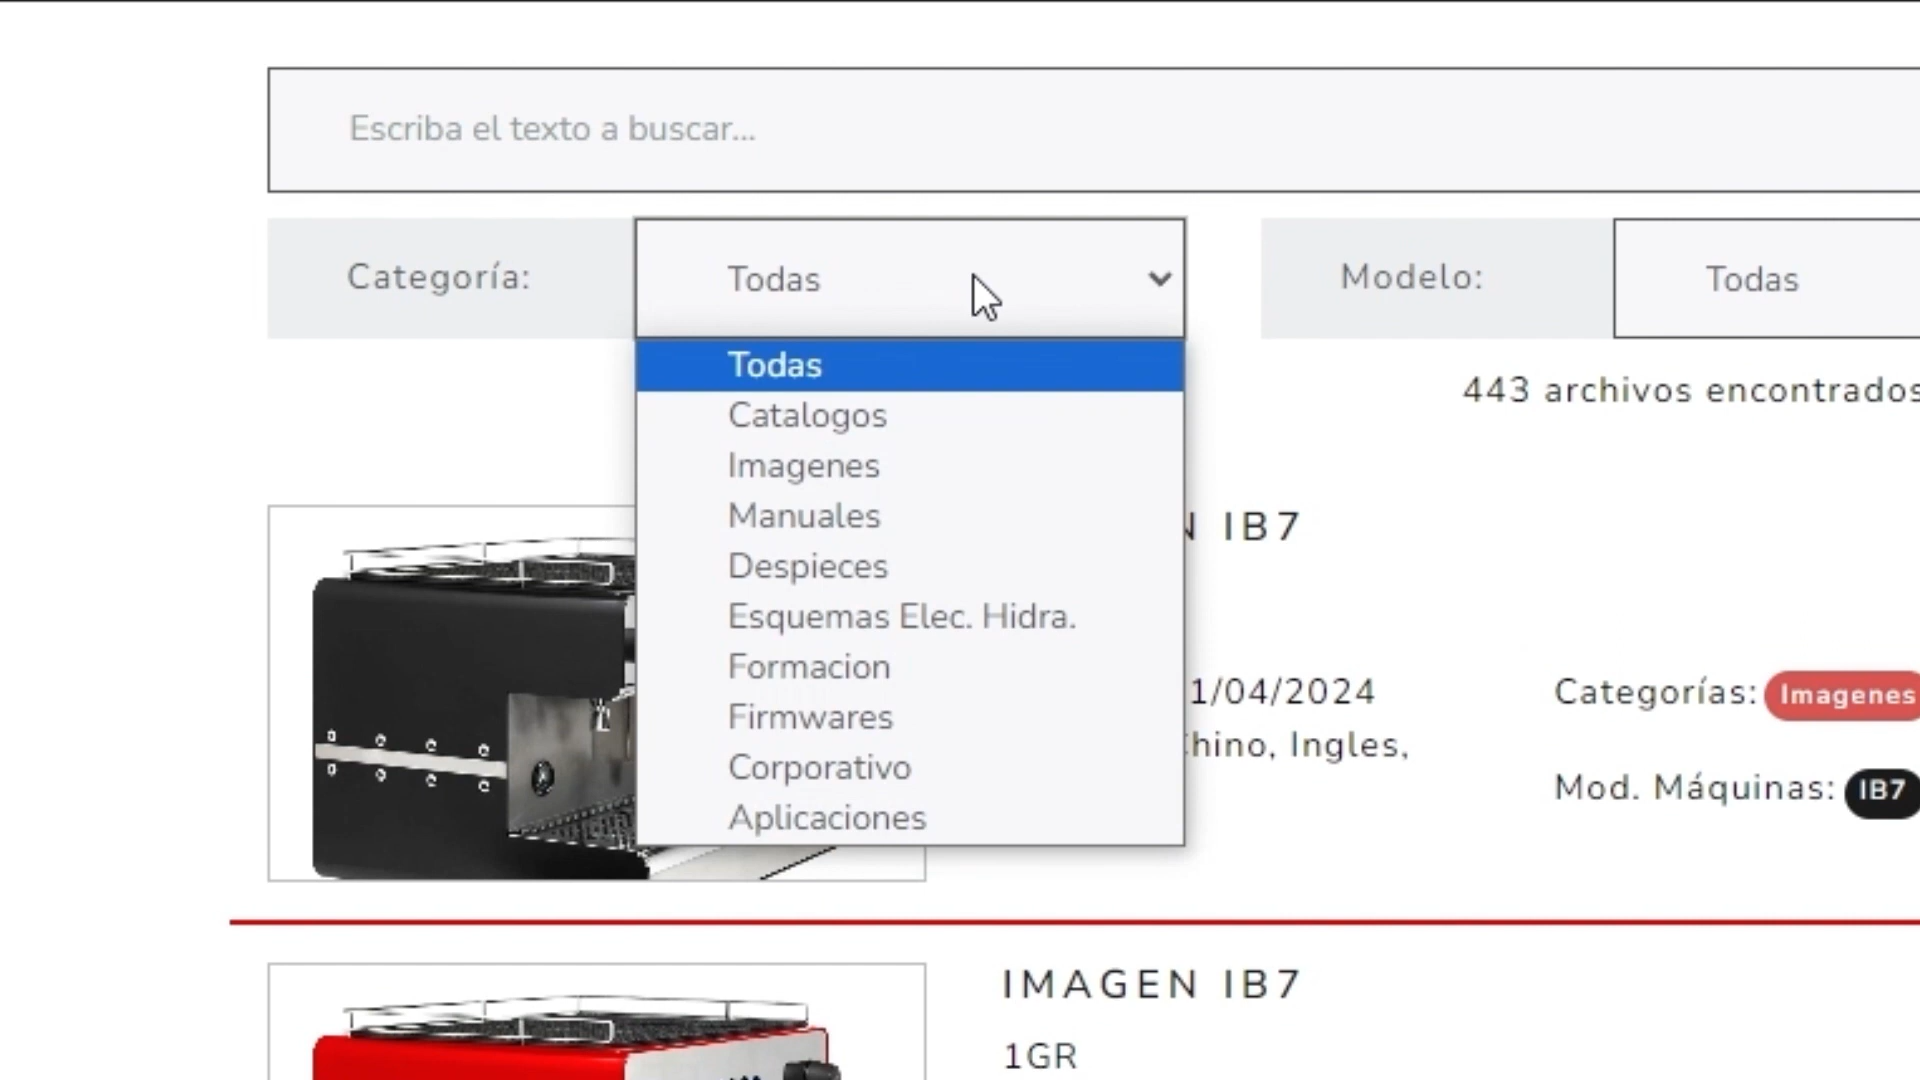 Escriba el texto a buscar...
Categoría:
Todas
Modelo:
Todas
Todas
443 archivos encontrados
Catalogos
Imagenes
Manuales
N IB7
Despieces
Esquemas Elec. Hidra.
Formacion
1/04/2024
Categorías: Imagenes
Firmwares
Chino, Ingles,
Corporativo
Mod. Máquinas: IB7
Aplicaciones
IMAGEN IB7
1GR